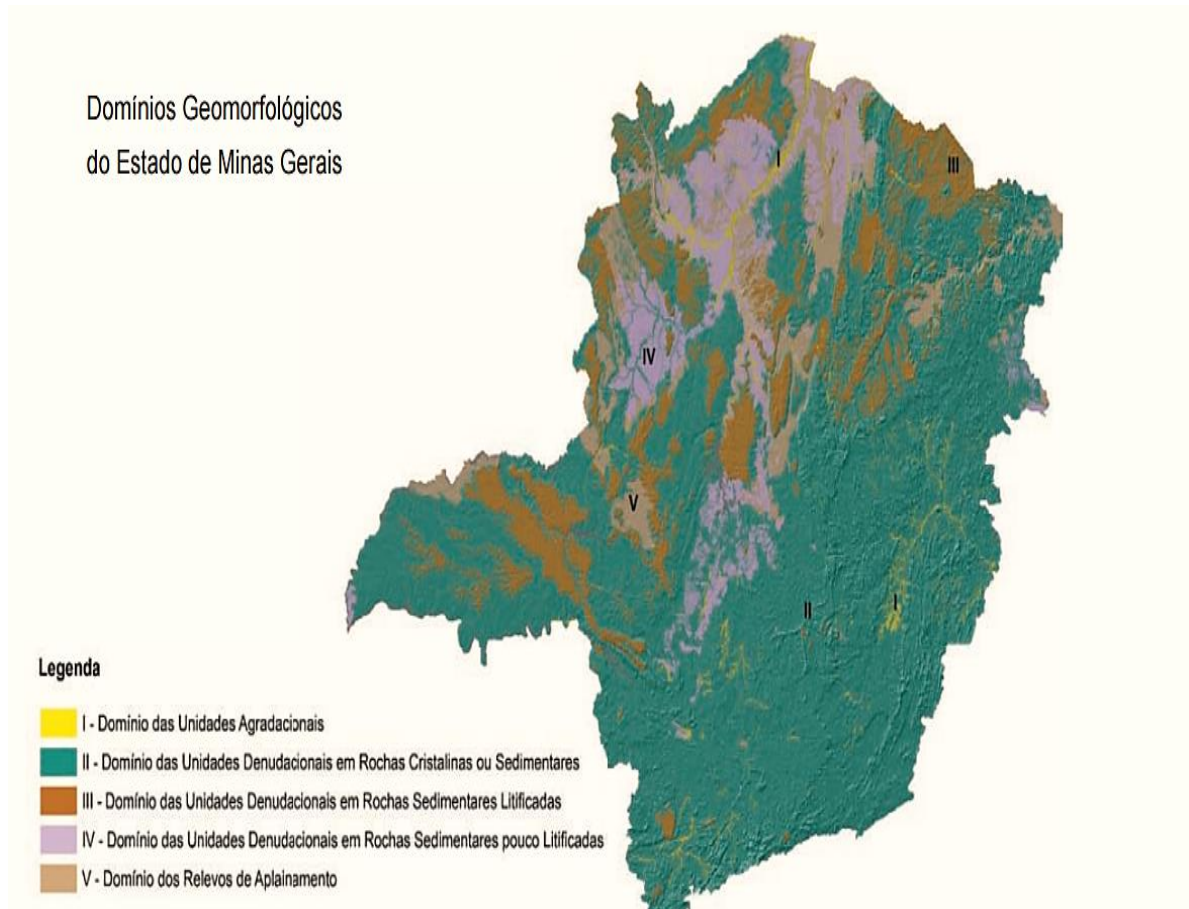 Domínios Geomorfológicos
do Estado de Minas Gerais
I
III
IV
V
II
I
Legenda
I - Domínio das Unidades Agradacionais
II - Domínio das Unidades Denudacionais em Rochas Cristalinas ou Sedimentares
III - Domínio das Unidades Denudacionais em Rochas Sedimentares Litificadas
IV - Domínio das Unidades Denudacionais em Rochas Sedimentares pouco Litificadas
V - Domínio dos Relevos de Aplainamento